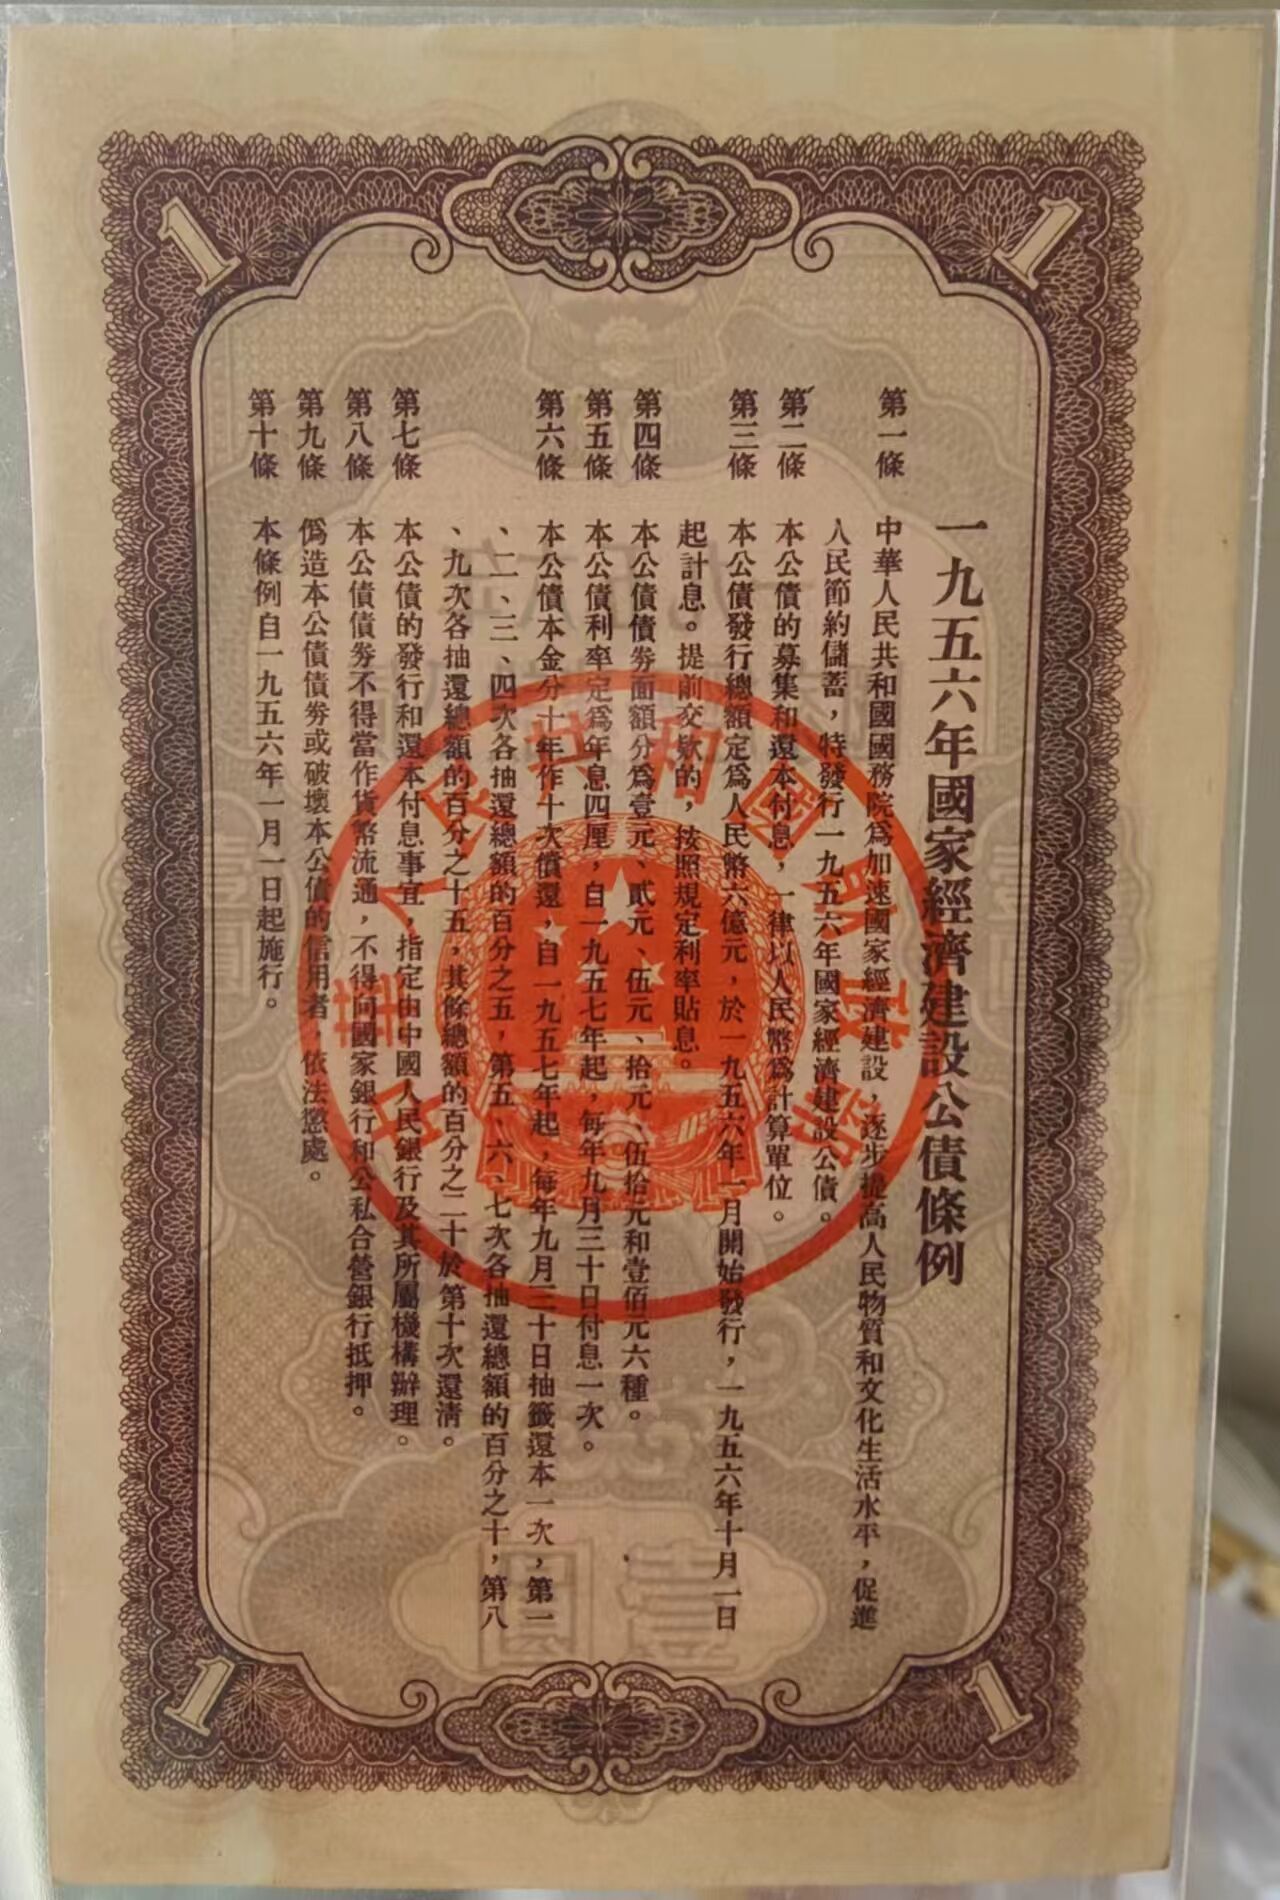 一九五六年國家經濟建設公債條例
第一條 中華人民共和國國務院爲加速國家經濟建設,逐步提高人民物質和文化生活水平,促進
人民節約儲蓄,特發行一九五六年國家經濟建設公債。
第二條 本公債的募集和還本付息,一律以人民幣爲計算單位。
第三條 本公債發行總額定爲人民幣六億元,於一九五六年一月開始發行,一九五六年十月一日
起計息。提前交款的,按照規定利率貼息。
第四條 本公債債券面額分爲壹元、貳元、伍元、拾元、伍拾元和壹佰元六種。
第五條 本公債利率定爲年息四厘,自一九五七年起,每年九月三十日付息一次。
第六條 本公債本金分十年作十次償還,自一九五七年起,每年九月三十日抽籤還本一次,第一
、二、三、四次各抽還總額的百分之五,第五、六、七次各抽還總額的百分之十,第八
、九次各抽還總額的百分之十五,其餘總額的百分之二十於第十次還清。
第七條 本公債的發行和還本付息事宜,指定由中國人民銀行及其所屬機構辦理。
第八條 本公債債券不得當作貨幣流通,不得向國家銀行和公私合營銀行抵押。
第九條 僞造本公債債券或破壞本公債的信用者,依法懲處。
第十條 本條例自一九五六年一月一日起施行。
中華人民共和國財政部
1
1
1
1
壹圓